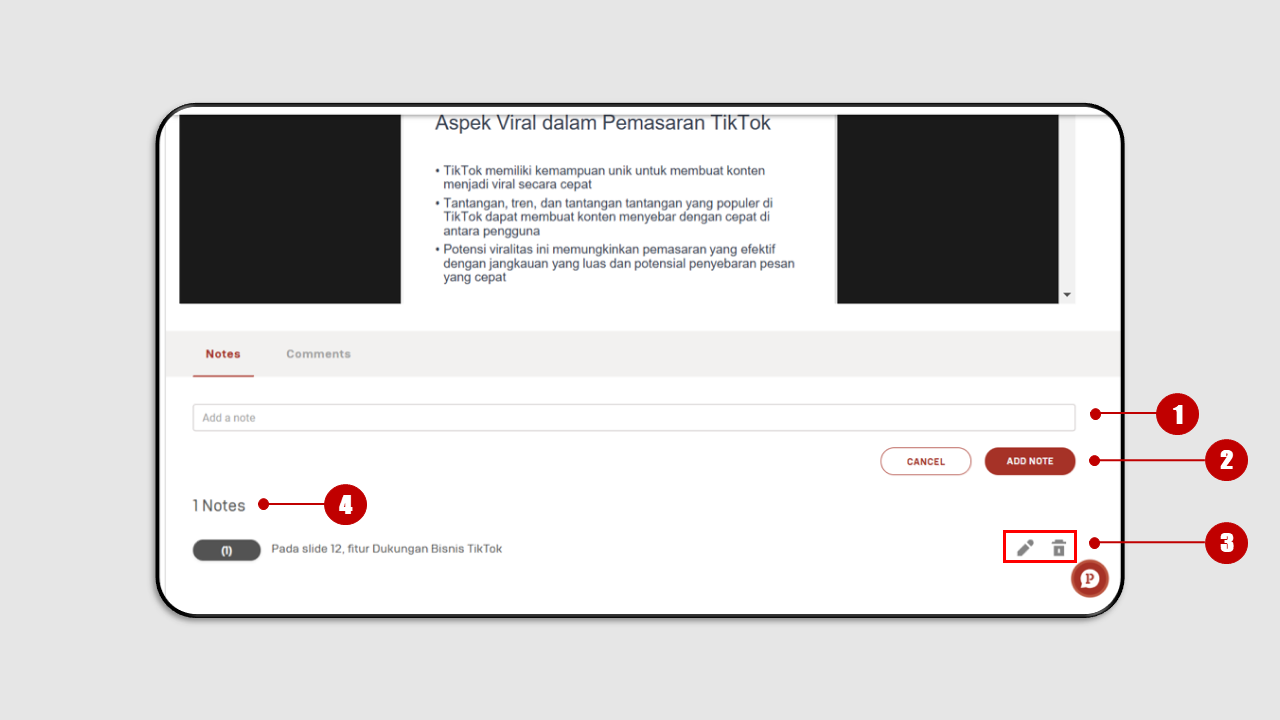 Aspek Viral dalam Pemasaran TikTok
• TikTok memiliki kemampuan unik untuk membuat konten
menjadi viral secara cepat
• Tantangan, tren, dan tantangan tantangan yang populer di
TikTok dapat membuat konten menyebar dengan cepat di
antara pengguna
• Potensi viralitas ini memungkinkan pemasaran yang efektif
dengan jangkauan yang luas dan potensial penyebaran pesan
yang cepat
Notes Comments
Add a note
1
CANCEL ADD NOTE
2
1 Notes
4
(1) Pada slide 12, fitur Dukungan Bisnis TikTok
3
P